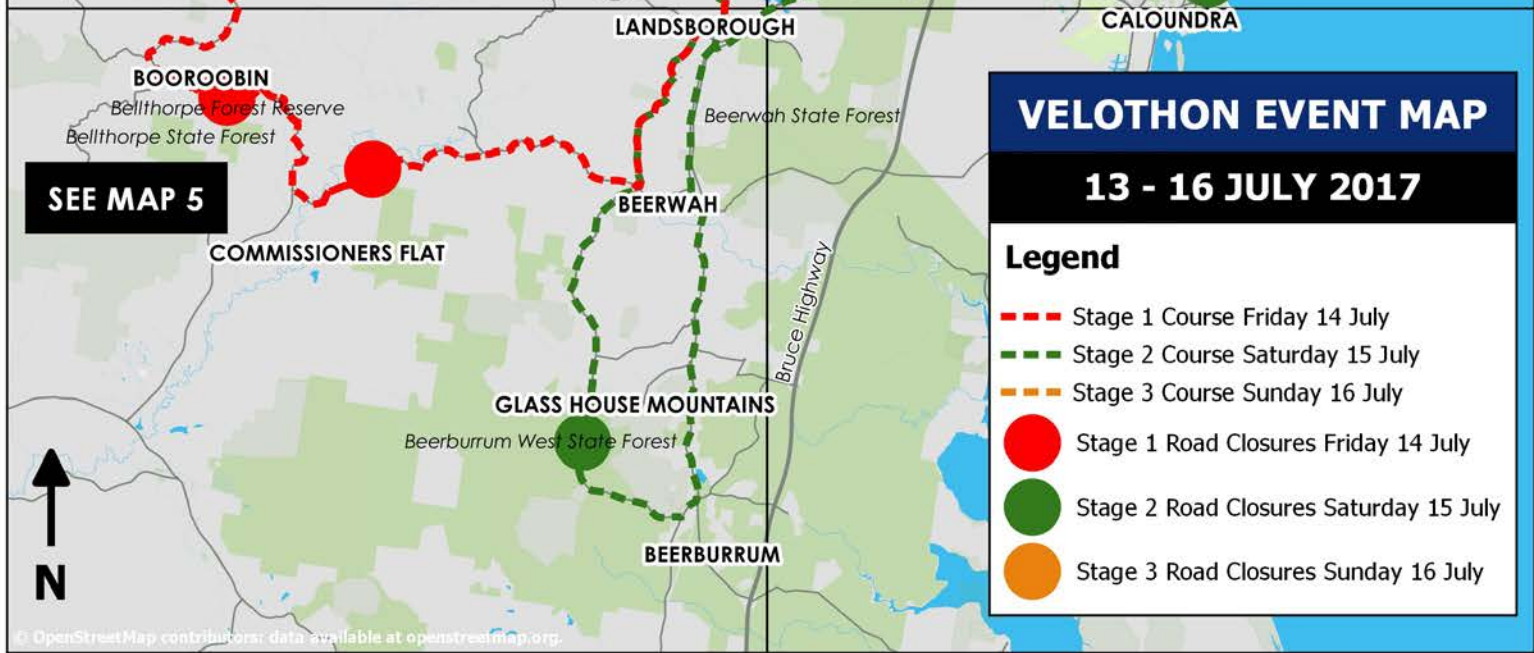 LANDSBOROUGH
CALOUNDRA
BOOROOBIN
Bellthorpe Forest Reserve
Bellthorpe State Forest
Beerwah State Forest
SEE MAP 5
BEERWAH
COMMISSIONERS FLAT
Bruce Highway
GLASS HOUSE MOUNTAINS
Beerburrum West State Forest
BEERBURRUM
N
© OpenStreetMap contributors: data available at openstreetmap.org.
VELOTHON EVENT MAP
13 - 16 JULY 2017
Legend
Stage 1 Course Friday 14 July
Stage 2 Course Saturday 15 July
Stage 3 Course Sunday 16 July
Stage 1 Road Closures Friday 14 July
Stage 2 Road Closures Saturday 15 July
Stage 3 Road Closures Sunday 16 July